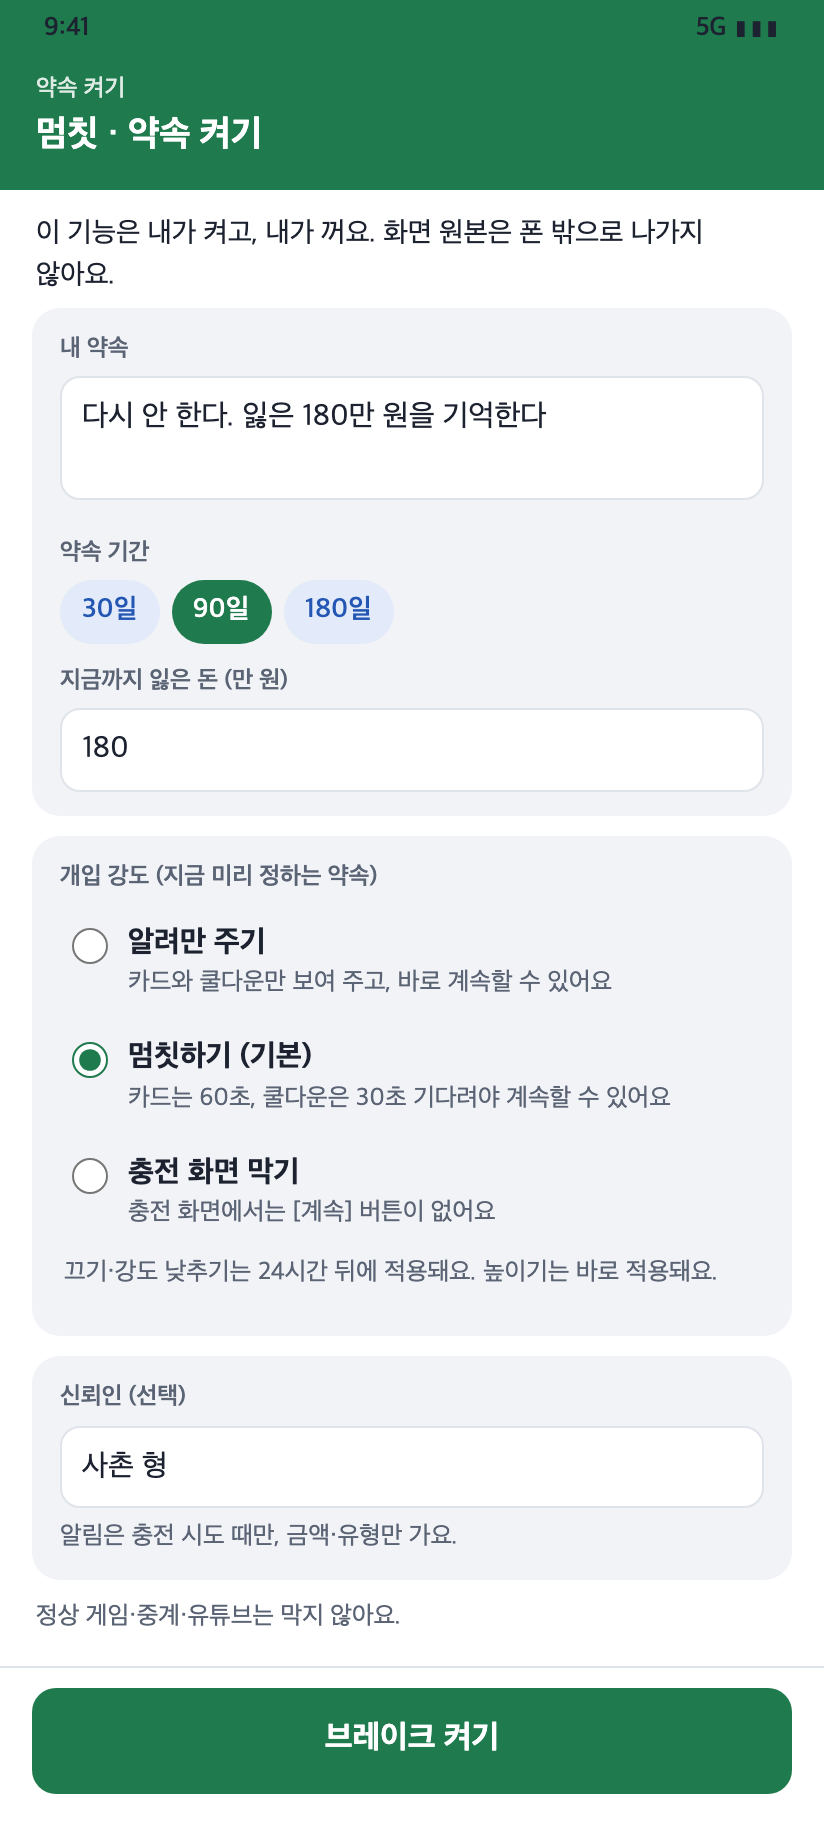 9:41
5G
약속 켜기
멈칫 · 약속 켜기
이 기능은 내가 켜고, 내가 꺼요. 화면 원본은 폰 밖으로 나가지
않아요.
내 약속
다시 안 한다. 잃은 180만 원을 기억한다
약속 기간
30일
90일
180일
지금까지 잃은 돈 (만 원)
180
개입 강도 (지금 미리 정하는 약속)
알려만 주기
카드와 쿨다운만 보여 주고, 바로 계속할 수 있어요
멈칫하기 (기본)
카드는 60초, 쿨다운은 30초 기다려야 계속할 수 있어요
충전 화면 막기
충전 화면에서는 [계속] 버튼이 없어요
끄기·강도 낮추기는 24시간 뒤에 적용돼요. 높이기는 바로 적용돼요.
신뢰인 (선택)
사촌 형
알림은 충전 시도 때만, 금액·유형만 가요.
정상 게임·중계·유튜브는 막지 않아요.
브레이크 켜기